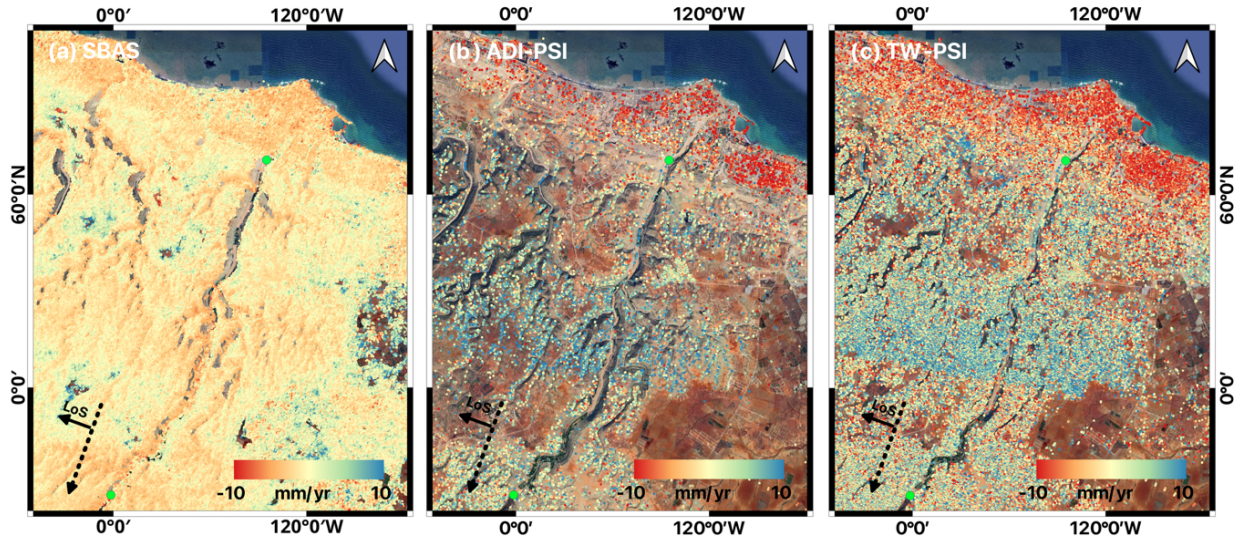 0°0′ 120°0′W 0°0′ 120°0′W 0°0′ 120°0′W
(a) SBAS (b) ADI-PSI (c) TW-PSI
60°0′N 60°0′N
0°0′ 0°0′
LoS LoS LoS
-10 mm/yr 10 -10 mm/yr 10 -10 mm/yr 10
0°0′ 120°0′W 0°0′ 120°0′W 0°0′ 120°0′W